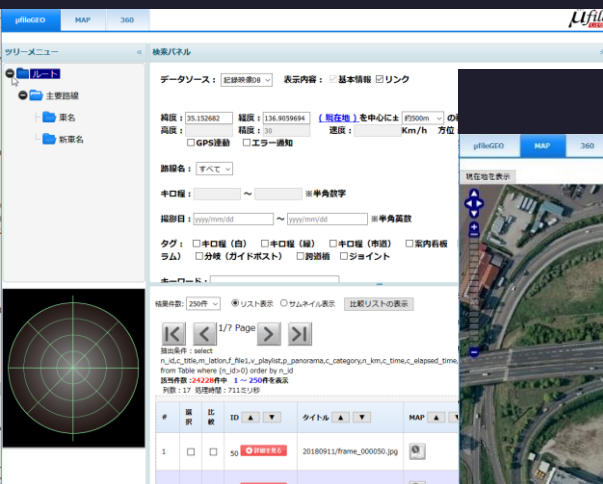 μfileGEO MAP 360
μfile
ツリーメニュー «
ルート
主要路線
東名
新東名
検索パネル
データソース： 記録映像DB 表示内容： 基本情報 リンク
緯度： 35.152682 経度： 136.9059694 ( 現在地 ) を中心に± 約500m の
高度： 精度： 30 速度： Km/h 方位
GPS連動 エラー通知
路線名： すべて
キロ程： ～ ※半角数字
撮影日： yyyy/mm/dd ～ yyyy/mm/dd ※半角英数
タグ： キロ程（白） キロ程（緑） キロ程（市道） 案内看板
ラム） 分岐（ガイドポスト） 跨道橋 ジョイント
キーワード：
結果件数: 250件 リスト表示 サムネイル表示 比較リストの表示
1/? Page
抽出条件：select
n_id,c_title,m_lation,f_file1,v_playlist,p_panorama,c_category,n_km,c_time,c_elapsed_time,
from Table where (n_id>0) order by n_id
該当件数:24228件中 1 ～ 250件を表示
列数：17 処理時間：711ミリ秒
# 選択 比較 ID ▲ ▼ タイトル ▲ ▼ MAP ▲
1 50 詳細を見る 20180911/frame_000050.jpg
μfileGEO MAP 360
現在地を表示